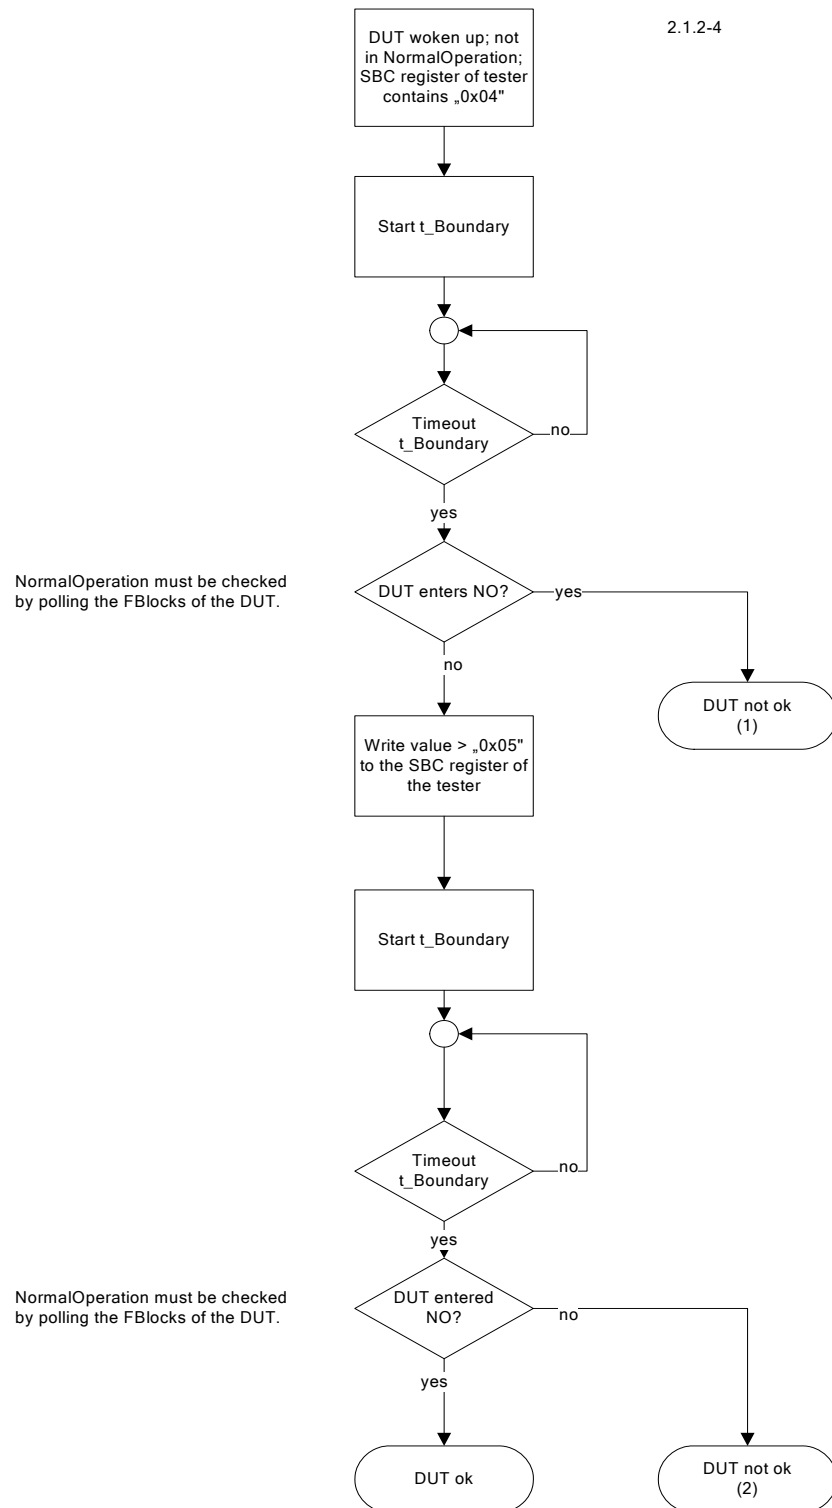 2.1.2-4
DUT woken up; not
in NormalOperation;
SBC register of tester
contains „0x04"
Start t_Boundary
Timeout
t_Boundary
no
yes
NormalOperation must be checked
by polling the FBlocks of the DUT.
DUT enters NO?
yes
no
DUT not ok
(1)
Write value > „0x05"
to the SBC register of
the tester
Start t_Boundary
Timeout
t_Boundary
no
yes
NormalOperation must be checked
by polling the FBlocks of the DUT.
DUT entered
NO?
no
yes
DUT ok
DUT not ok
(2)